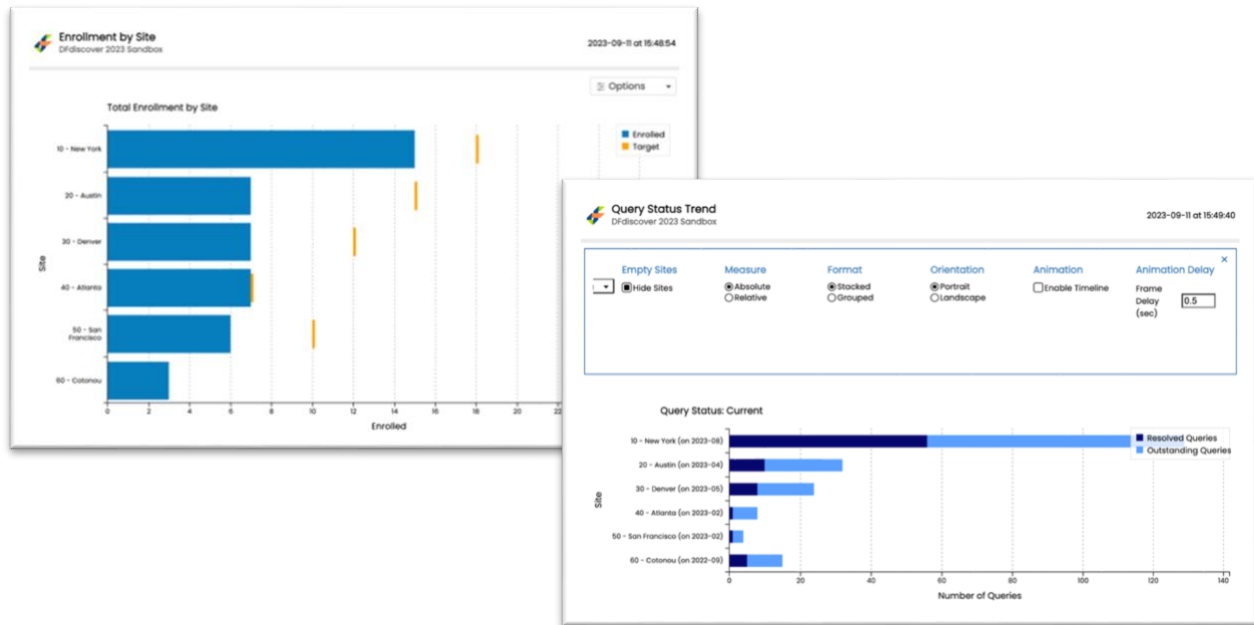 Enrollment by Site
DFdiscover 2023 Sandbox
2023-09-11 at 15:48:54
Options
Total Enrollment by Site
Enrolled
Target
10 - New York
20 - Austin
30 - Denver
40 - Atlanta
50 - San
Francisco
60 - Cotonou
Site
0 2 4 6 8 10 12 14 16 18 20 22
Enrolled
Query Status Trend
DFdiscover 2023 Sandbox
2023-09-11 at 15:49:40
Empty Sites Measure Format Orientation Animation Animation Delay
Hide Sites Absolute Stacked Portrait Enable Timeline Frame
Relative Grouped Landscape Delay 0.5
(sec)
Query Status: Current
Resolved Queries
Outstanding Queries
10 - New York (on 2023-08)
20 - Austin (on 2023-04)
30 - Denver (on 2023-05)
40 - Atlanta (on 2023-02)
50 - San Francisco (on 2023-02)
60 - Cotonou (on 2022-09)
Site
0 20 40 60 80 100 120 140
Number of Queries